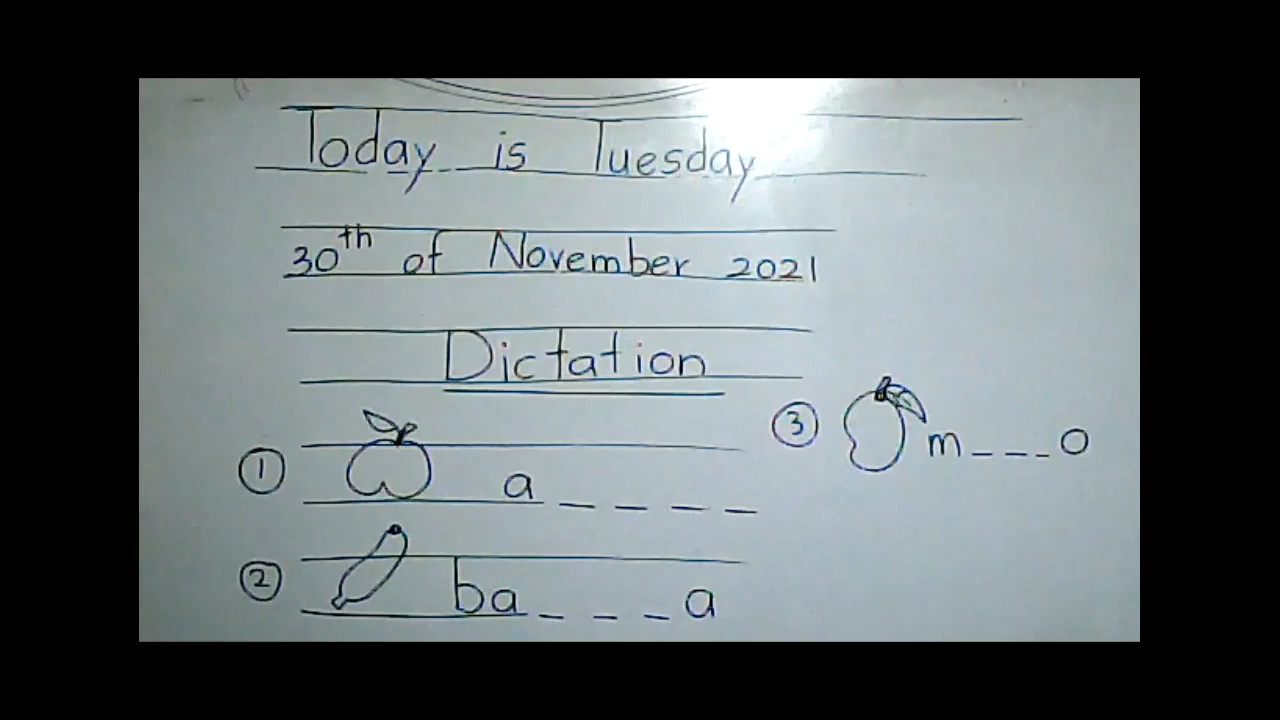 Today is Tuesday
30th of November 2021
Dictation
① a _ _ _ _
② ba _ _ _ a
③ m _ _ _ o